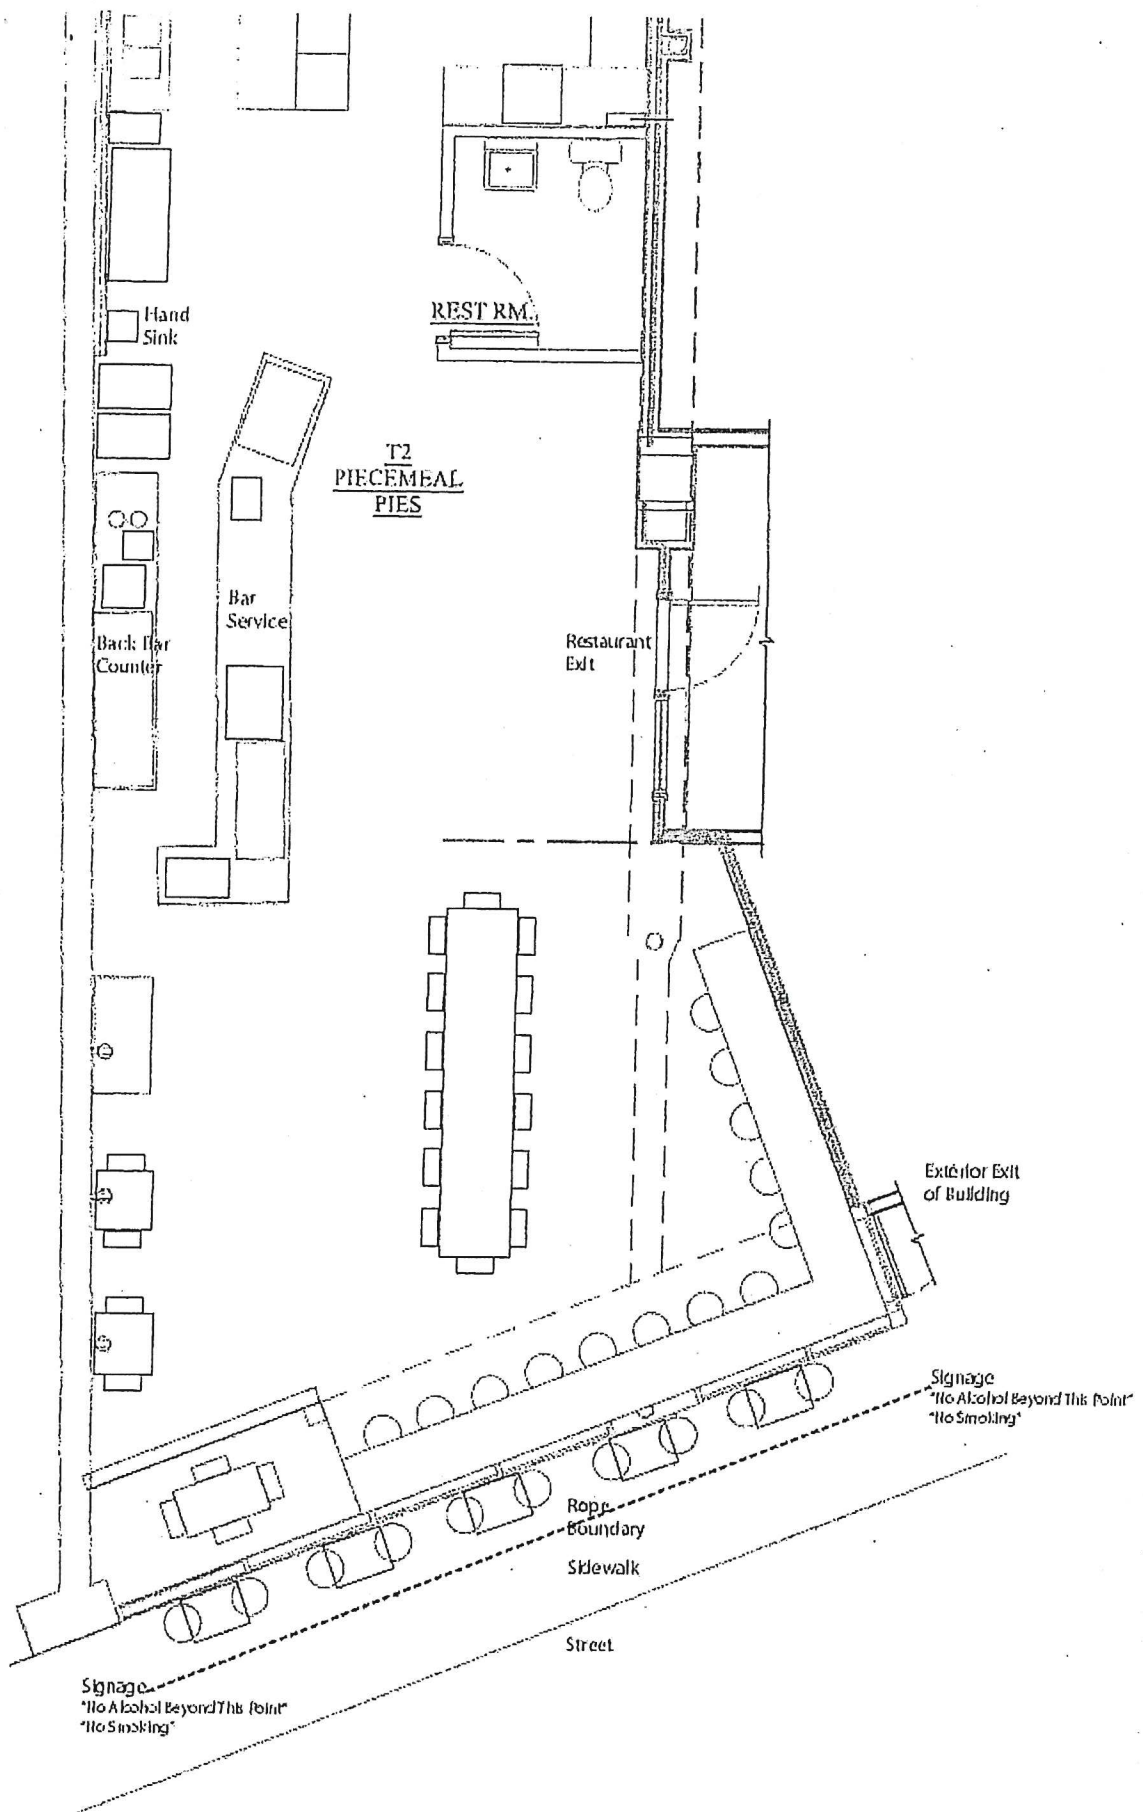 Hand
Sink
REST RM.
T2
PIECEMEAL
PIES
Bar
Service
Back Bar
Counter
Restaurant
Exit
Exterior Exit
of Building
Signage
"No Alcohol Beyond This Point"
"No Smoking"
Rope
Boundary
Sidewalk
Street
Signage
"No Alcohol Beyond This Point"
"No Smoking"